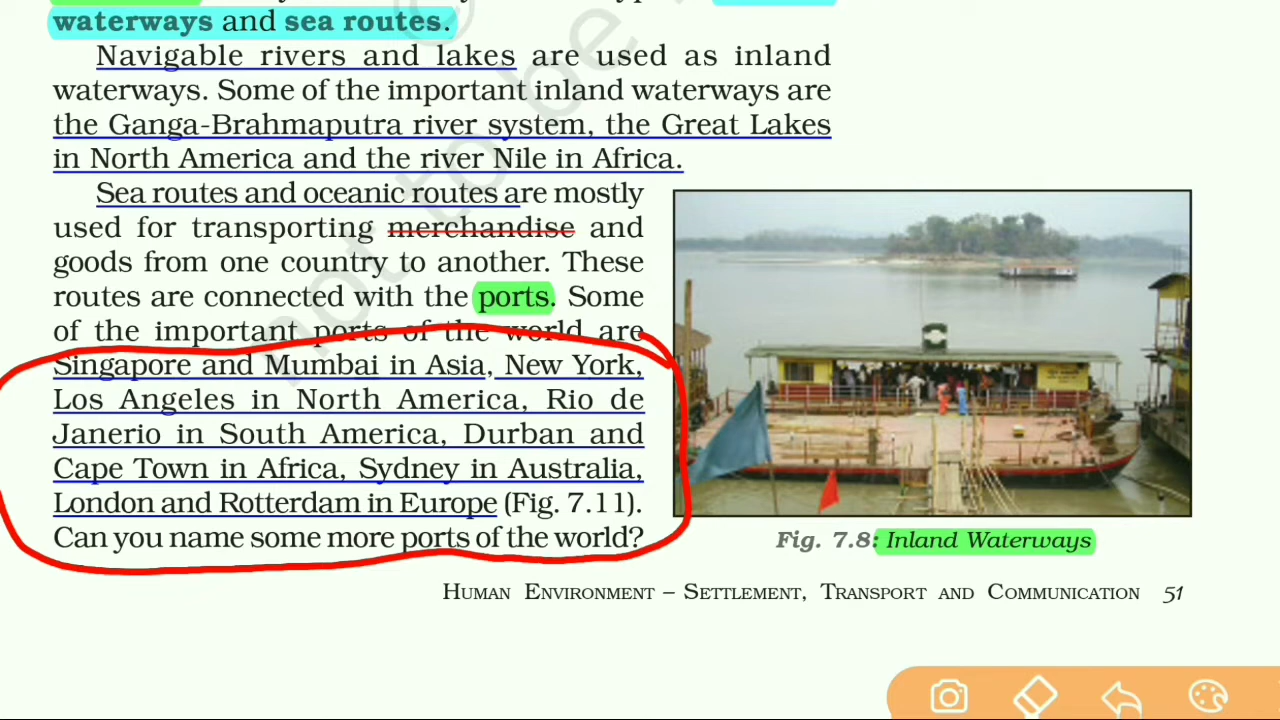 waterways and sea routes.
Navigable rivers and lakes are used as inland
waterways. Some of the important inland waterways are
the Ganga-Brahmaputra river system, the Great Lakes
in North America and the river Nile in Africa.
Sea routes and oceanic routes are mostly
used for transporting merchandise and
goods from one country to another. These
routes are connected with the ports. Some
of the important ports of the world are
Singapore and Mumbai in Asia, New York,
Los Angeles in North America, Rio de
Janerio in South America, Durban and
Cape Town in Africa, Sydney in Australia,
London and Rotterdam in Europe (Fig. 7.11).
Can you name some more ports of the world?
Fig. 7.8: Inland Waterways
Human Environment – Settlement, Transport and Communication 51
not to be